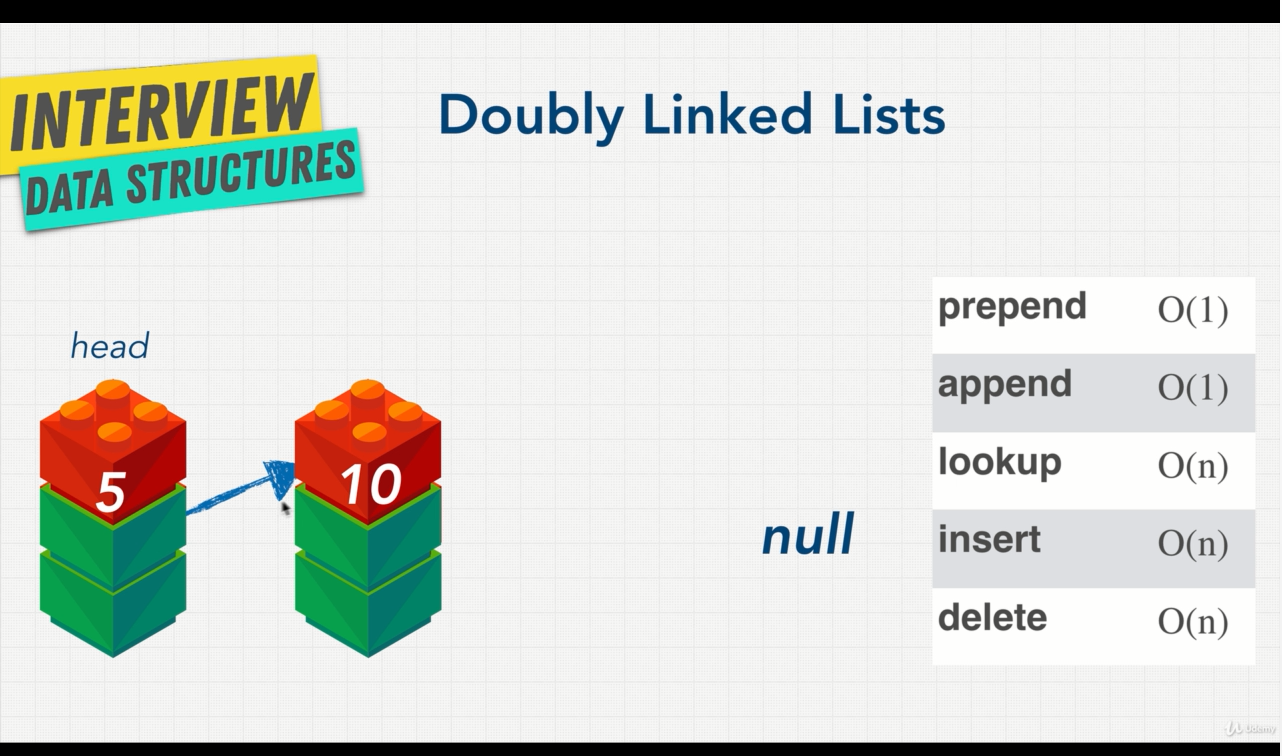 INTERVIEW
DATA STRUCTURES
Doubly Linked Lists
head
5
10
null
prepend O(1)
append O(1)
lookup O(n)
insert O(n)
delete O(n)
Udemy